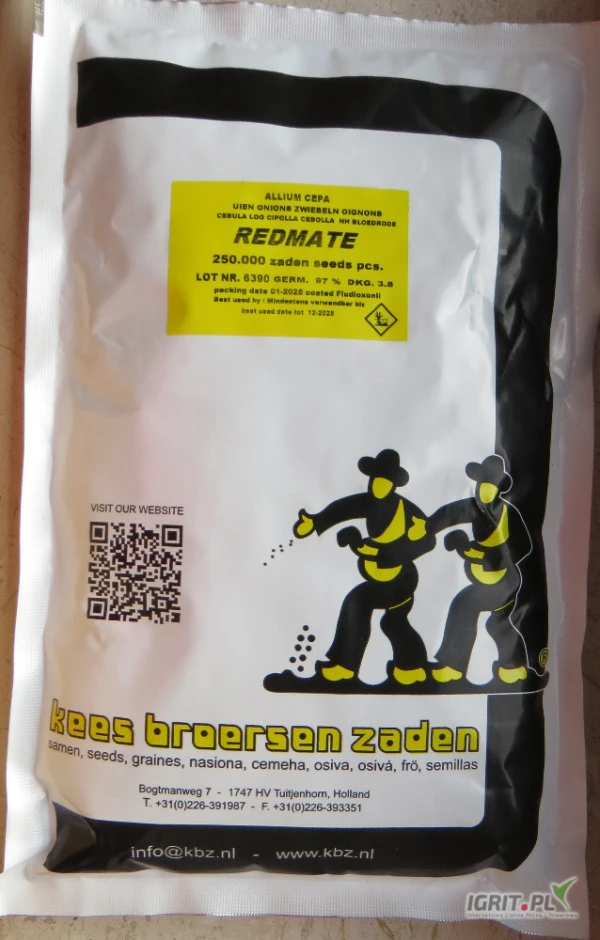 ALLIUM CEPA
UIEN ONIONS ZWIEBELN OIGNONS
CEBULA LOG CIPOLLA CEBOLLA NH BLOEDRODE
REDMATE
250.000 zaden seeds pcs.
LOT NR. 6390 GERM. 97 % DKG. 3.8
packing date 01-2025 coated Fludioxonil
Best used by / Mindestens verwendbar bis
best used date tot 12-2028
VISIT OUR WEBSITE
kees broersen zaden
samen, seeds, graines, nasiona, cemeha, osiva, osivá, frö, semillas
Bogtmanweg 7 - 1747 HV Tuitjenhorn, Holland
T. +31(0)226-391987 - F. +31(0)226-393351
info@kbz.nl - www.kbz.nl
IGRIT.PL